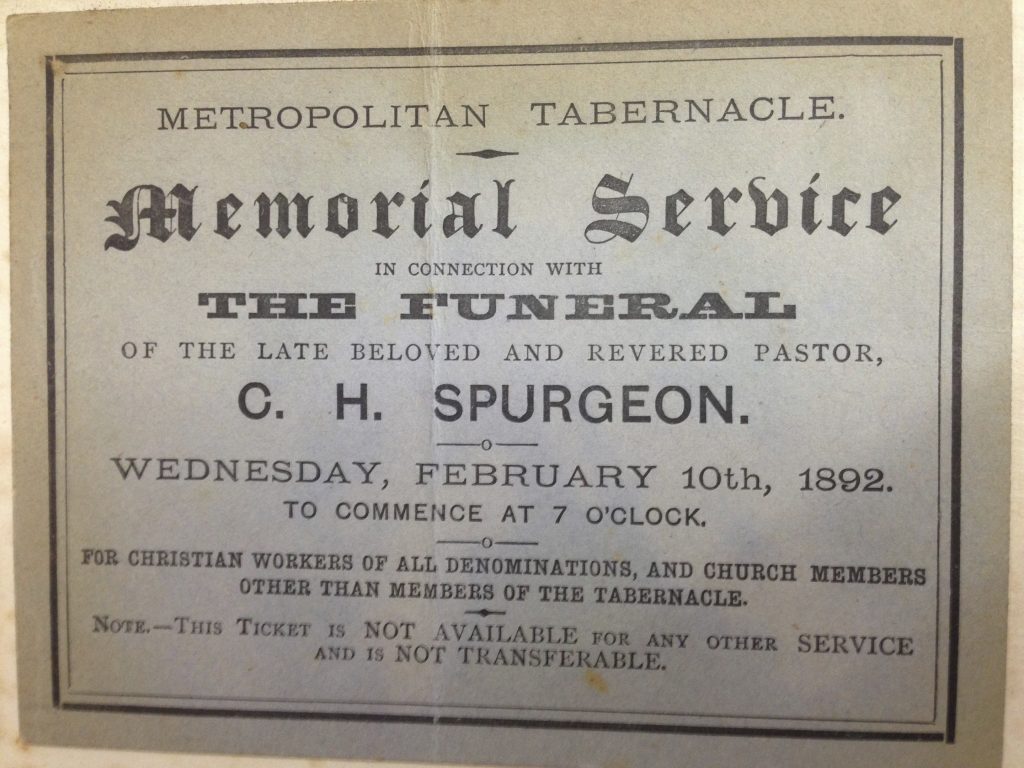 METROPOLITAN TABERNACLE.
Memorial Service
IN CONNECTION WITH
THE FUNERAL
OF THE LATE BELOVED AND REVERED PASTOR,
C. H. SPURGEON.
WEDNESDAY, FEBRUARY 10th, 1892.
TO COMMENCE AT 7 O'CLOCK.
FOR CHRISTIAN WORKERS OF ALL DENOMINATIONS, AND CHURCH MEMBERS
OTHER THAN MEMBERS OF THE TABERNACLE.
NOTE.—THIS TICKET IS NOT AVAILABLE FOR ANY OTHER SERVICE
AND IS NOT TRANSFERABLE.